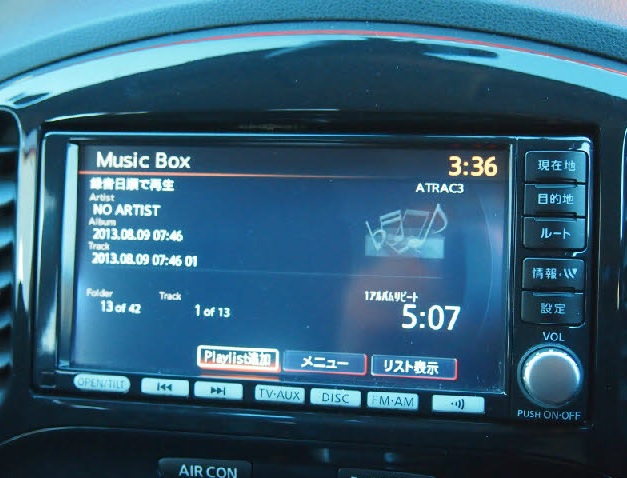 Music Box
3:36
録音日順で再生
ATRAC3
Artist
NO ARTIST
Album
2013.08.09 07:46
Track
2013.08.09 07:46 01
Folder
13 of 42
Track
1 of 13
1アルバムリピート
5:07
Playlist追加
メニュー
リスト表示
現在地
目的地
ルート
情報・
設定
VOL
PUSH ON·OFF
OPEN/TILT
TV·AUX
DISC
FM·AM
AIR CON